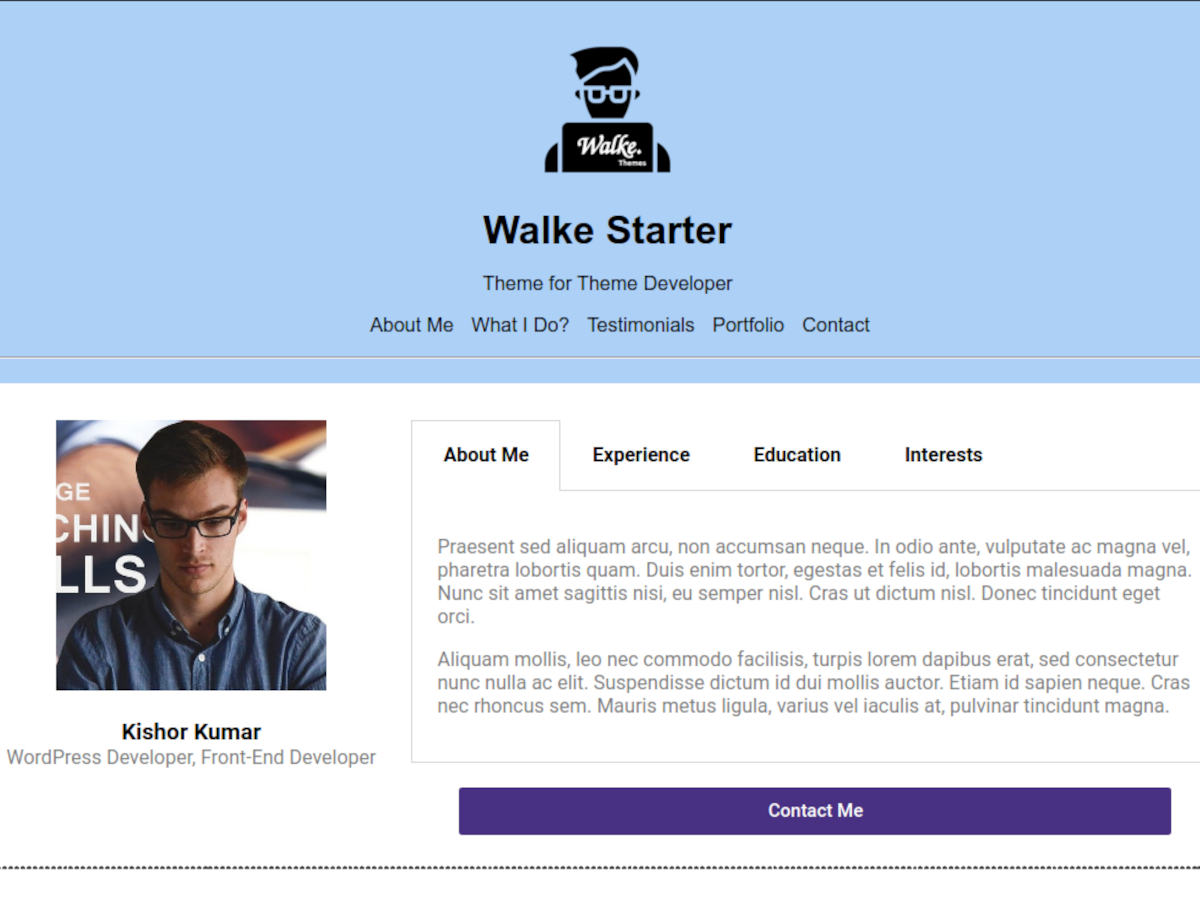 Walke.
Themes
Walke Starter
Theme for Theme Developer
About Me What I Do? Testimonials Portfolio Contact
GE
CHING
LLS
Kishor Kumar
WordPress Developer, Front-End Developer
About Me Experience Education Interests
Praesent sed aliquam arcu, non accumsan neque. In odio ante, vulputate ac magna vel,
pharetra lobortis quam. Duis enim tortor, egestas et felis id, lobortis malesuada magna.
Nunc sit amet sagittis nisi, eu semper nisl. Cras ut dictum nisl. Donec tincidunt eget
orci.
Aliquam mollis, leo nec commodo facilisis, turpis lorem dapibus erat, sed consectetur
nunc nulla ac elit. Suspendisse dictum id dui mollis auctor. Etiam id sapien neque. Cras
nec rhoncus sem. Mauris metus ligula, varius vel iaculis at, pulvinar tincidunt magna.
Contact Me